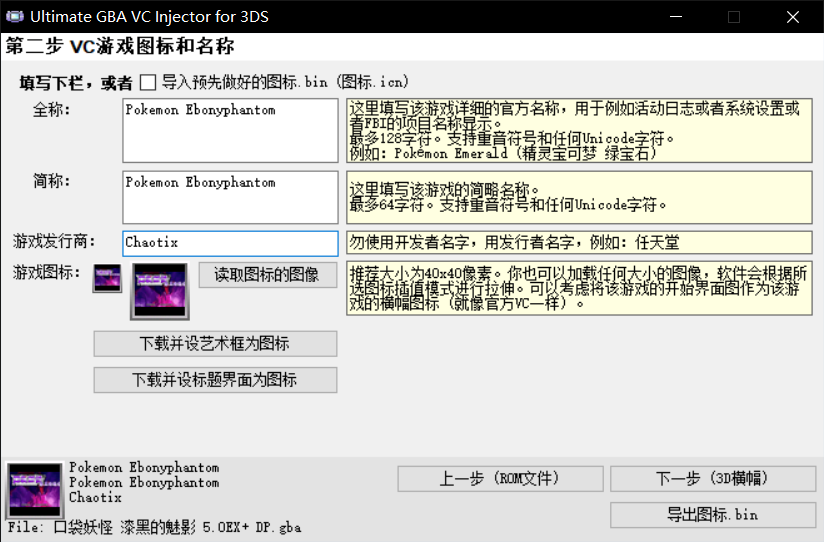 Ultimate GBA VC Injector for 3DS
第二步 VC游戏图标和名称
填写下栏，或者 导入预先做好的图标.bin (图标.icn)
全称： Pokemon Ebonyphantom
这里填写该游戏详细的官方名称，用于例如活动日志或者系统设置或
者FBI的项目名称显示。
最多128字符。支持重音符号和任何Unicode字符。
例如：Pokémon Emerald (精灵宝可梦 绿宝石)
简称： Pokemon Ebonyphantom
这里填写该游戏的简略名称。
最多64字符。支持重音符号和任何Unicode字符。
游戏发行商： Chaotix
勿使用开发者名字，用发行者名字，例如：任天堂
游戏图标： 读取图标的图像
推荐大小为40x40像素。你也可以加载任何大小的图像，软件会根据所
选图标插值模式进行拉伸。可以考虑将该游戏的开始界面图作为该游
戏的横幅图标 (就像官方VC一样) 。
下载并设艺术框为图标
下载并设标题界面为图标
Pokemon Ebonyphantom
Pokemon Ebonyphantom
Chaotix
File: 口袋妖怪 漆黑的魅影 5.0EX+ DP.gba
上一步 (ROM文件)
下一步 (3D横幅)
导出图标.bin